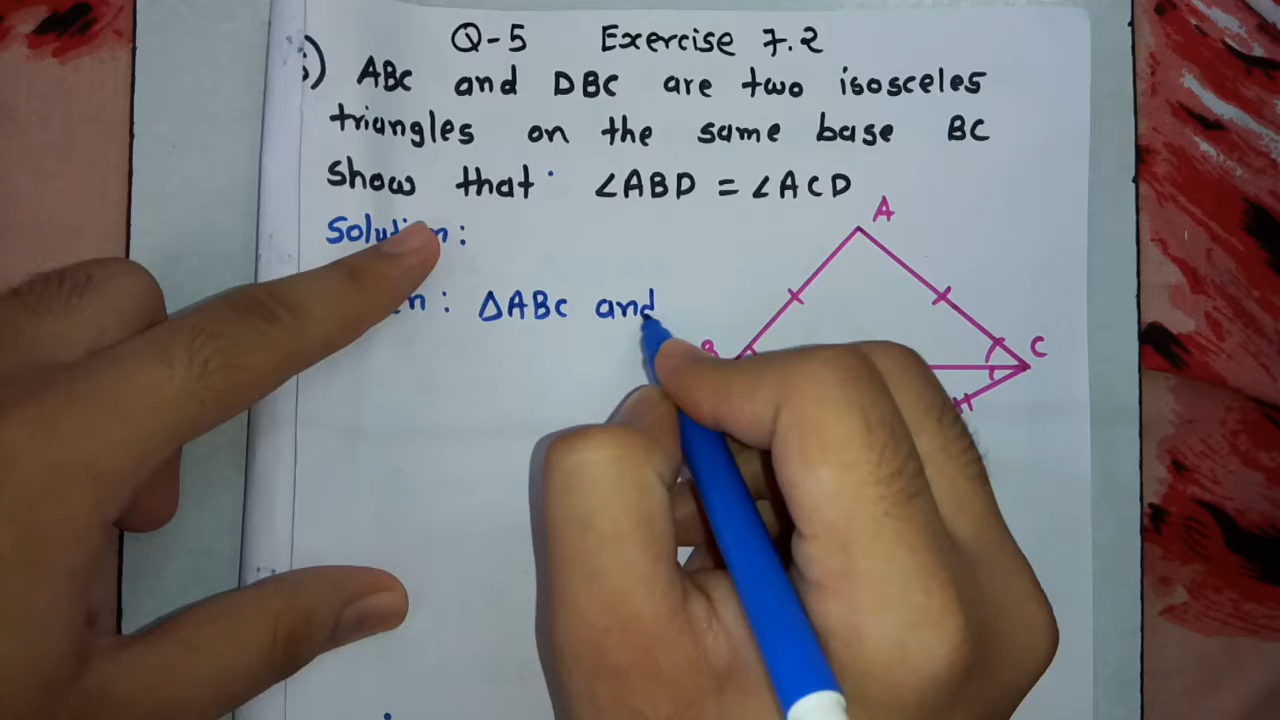 Q-5 Exercise 7.2
ABC and DBC are two isosceles
triangles on the same base BC
Show that ∠ABD = ∠ACD
A
: △ABC and
C